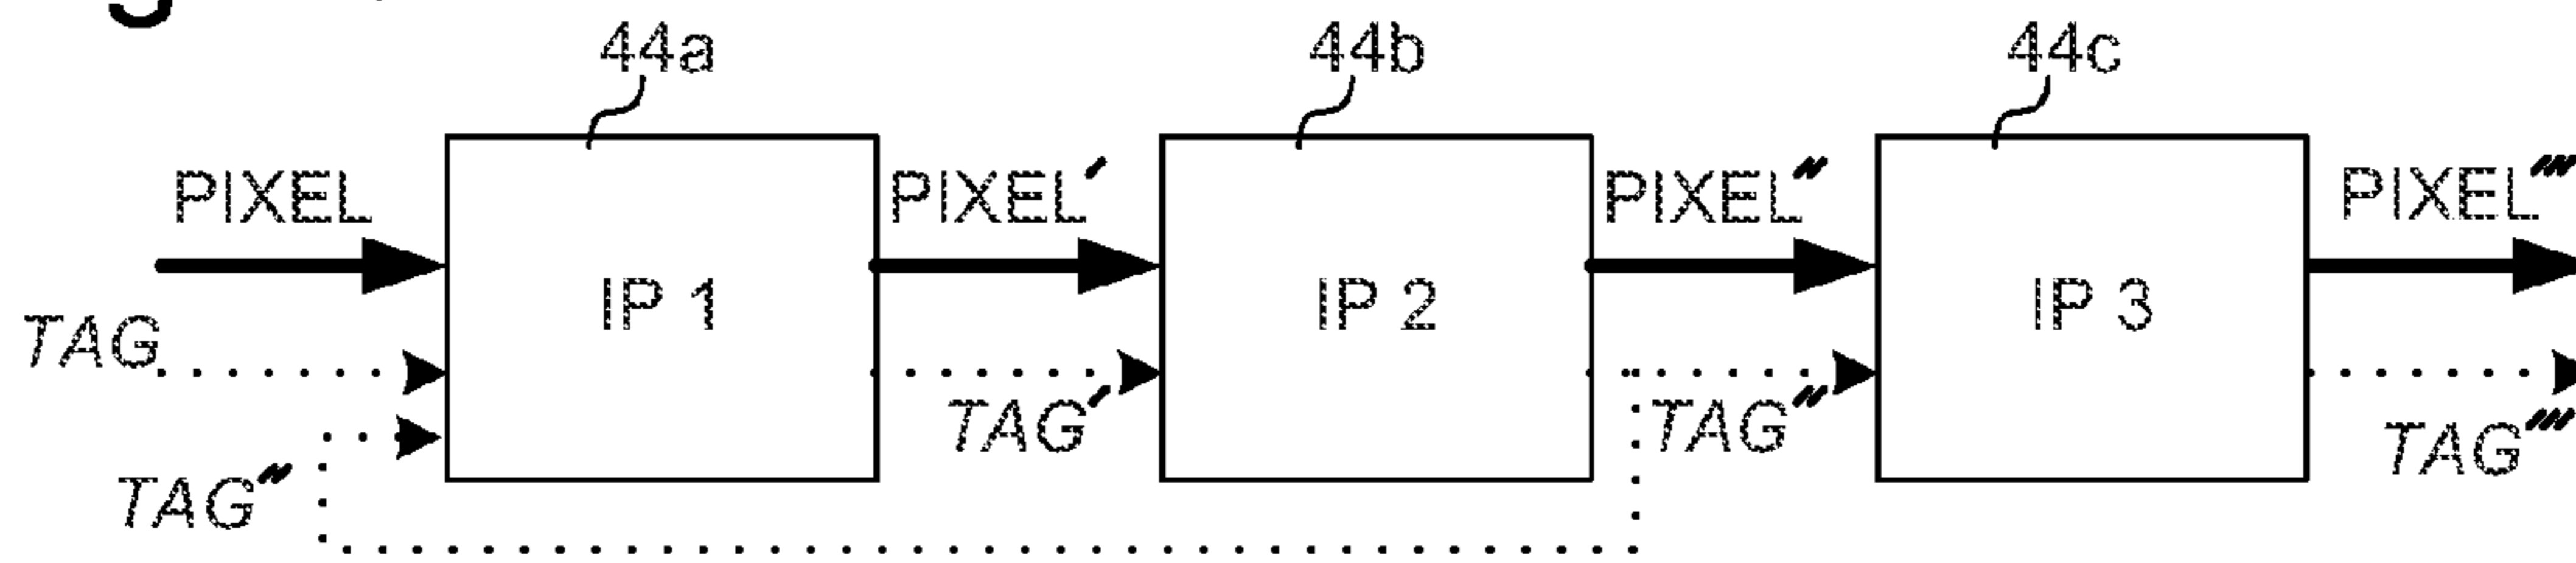 44a 44b 44c
PIXEL PIXEL′ PIXEL″ PIXEL‴
IP 1 IP 2 IP 3
TAG TAG′ TAG″ TAG‴
TAG″